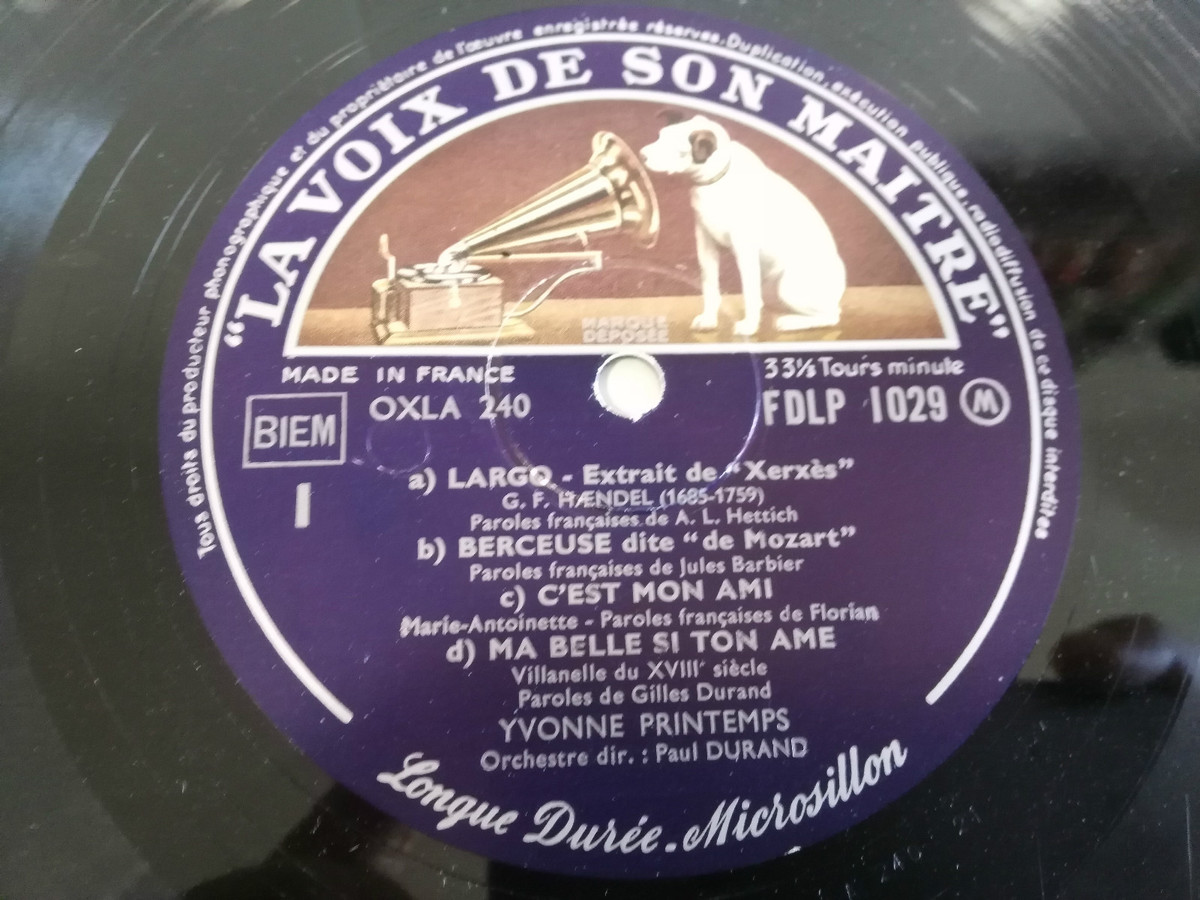 Tous droits du producteur phonographique et du propriétaire de l'œuvre enregistrée réservés. Duplication, exécution publique, radiodiffusion de ce disque interdites
“LA VOIX DE SON MAITRE”
MARQUE
DÉPOSÉE
MADE IN FRANCE
33⅓ Tours minute
BIEM
OXLA 240
FDLP 1029 M
I
a) LARGO - Extrait de “Xerxès”
G. F. HÆNDEL (1685-1759)
Paroles françaises de A. L. Hettich
b) BERCEUSE dite “de Mozart”
Paroles françaises de Jules Barbier
c) C'EST MON AMI
Marie-Antoinette - Paroles françaises de Florian
d) MA BELLE SI TON AME
Villanelle du XVIIIᵉ siècle
Paroles de Gilles Durand
YVONNE PRINTEMPS
Orchestre dir. : Paul DURAND
Longue Durée - Microsillon